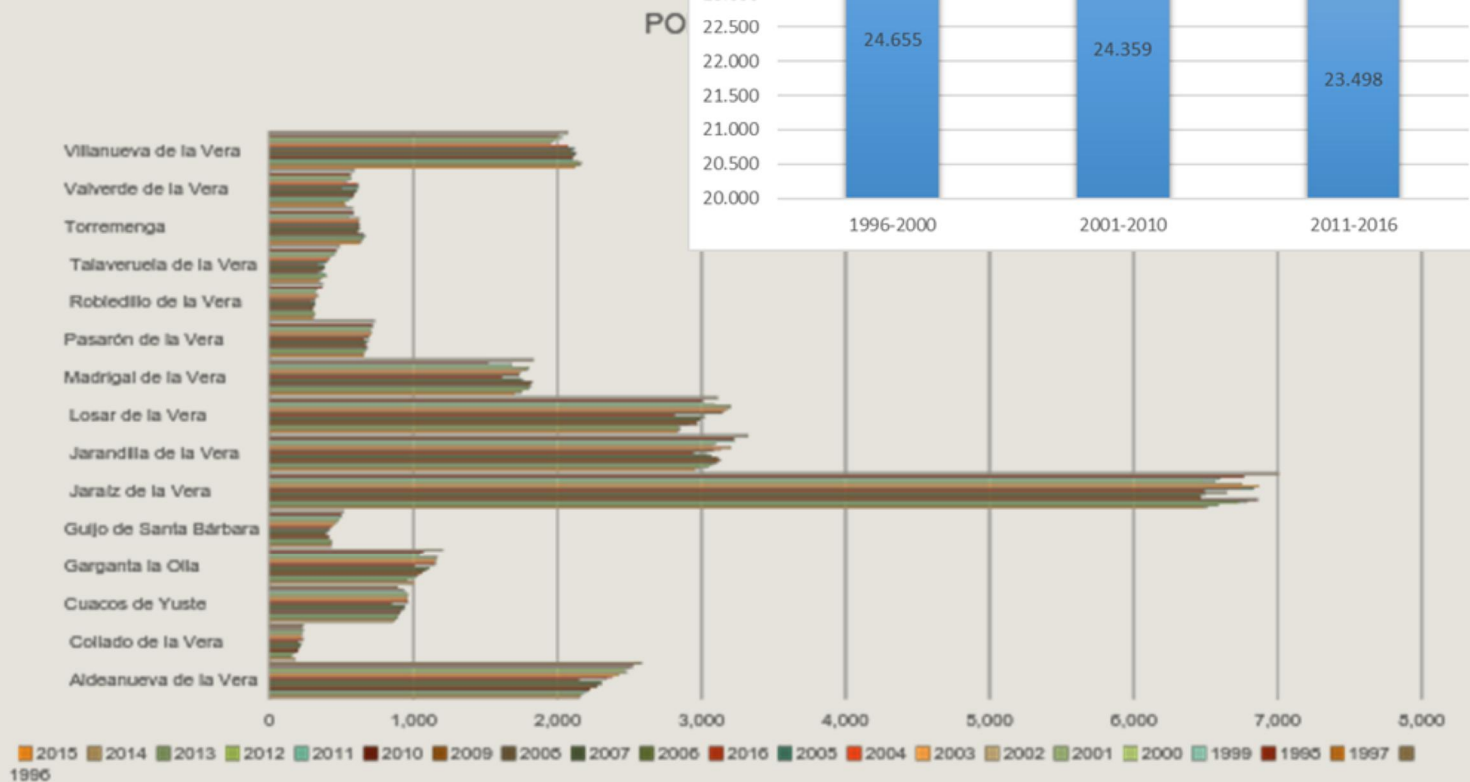 PO
22.500
22.000
21.500
21.000
20.500
20.000
24.655
24.359
23.498
1996-2000 2001-2010 2011-2016
Villanueva de la Vera
Valverde de la Vera
Torremenga
Talaveruela de la Vera
Robledillo de la Vera
Pasarón de la Vera
Madrigal de la Vera
Losar de la Vera
Jarandilla de la Vera
Jaraíz de la Vera
Guijo de Santa Bárbara
Garganta la Olla
Cuacos de Yuste
Collado de la Vera
Aldeanueva de la Vera
0 1,000 2,000 3,000 4,000 5,000 6,000 7,000
2015 2014 2013 2012 2011 2010 2009 2007 2006 2016 2005 2004 2003 2002 2001 2000 1999 1997
1996